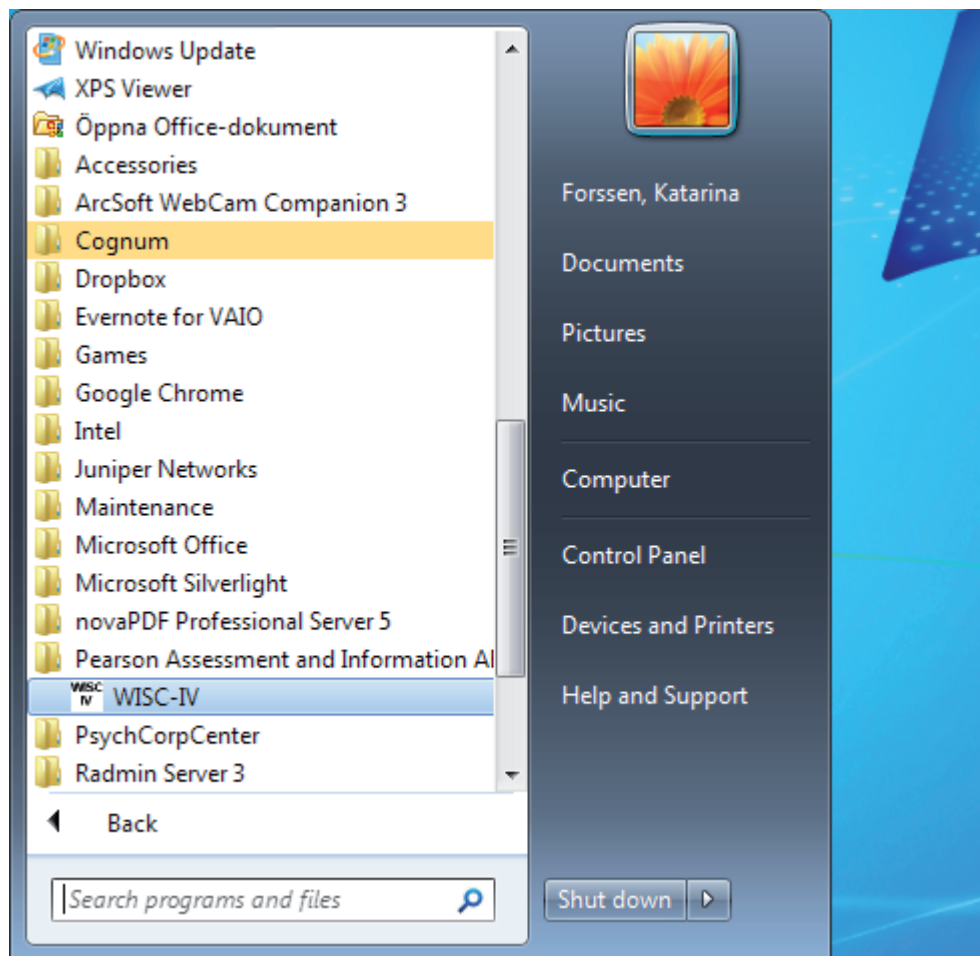 Windows Update
XPS Viewer
Öppna Office-dokument
Accessories
ArcSoft WebCam Companion 3
Cognum
Dropbox
Evernote for VAIO
Games
Google Chrome
Intel
Juniper Networks
Maintenance
Microsoft Office
Microsoft Silverlight
novaPDF Professional Server 5
Pearson Assessment and Information
WISC IV WISC-IV
PsychCorpCenter
Radmin Server 3
Back
Search programs and files
Forssen, Katarina
Documents
Pictures
Music
Computer
Control Panel
Devices and Printers
Help and Support
Shut down